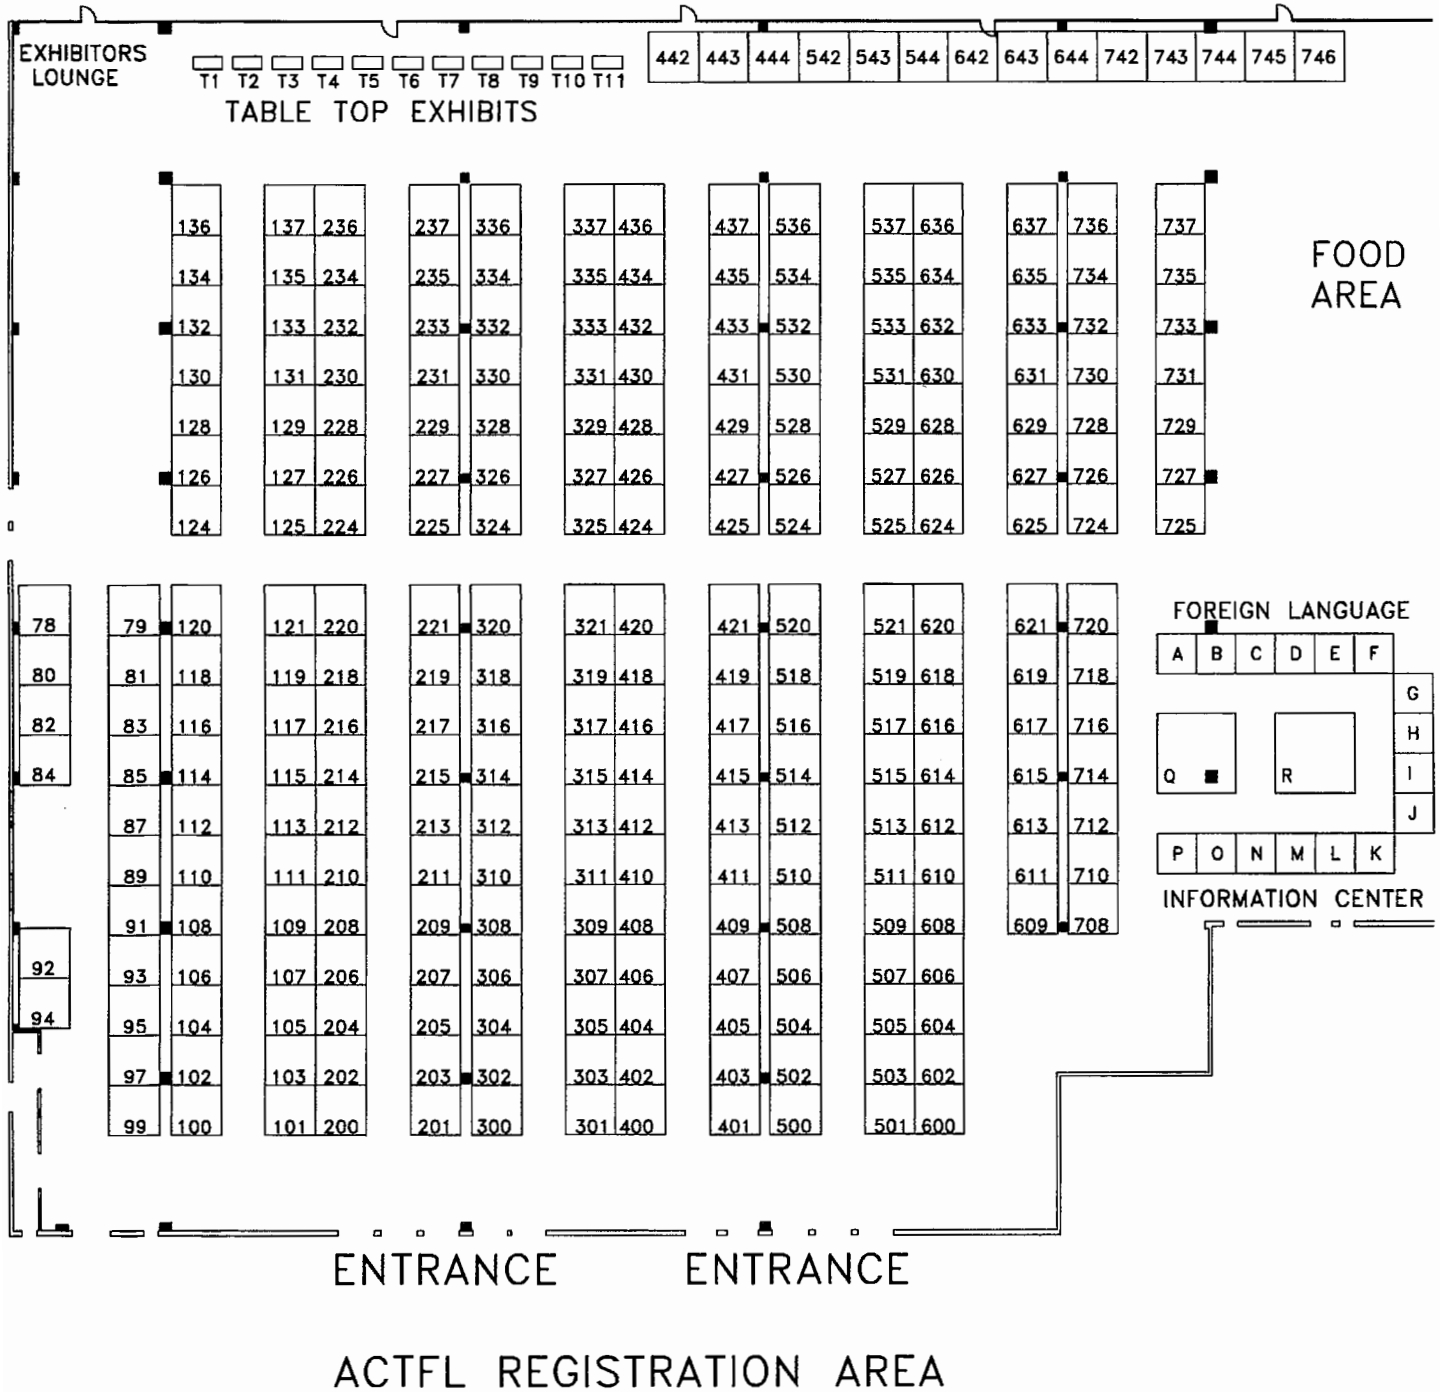 442 443 444 542 543 544 642 643 644 742 743 744 745 746
EXHIBITORS
LOUNGE
T1 T2 T3 T4 T5 T6 T7 T8 T9 T10 T11
TABLE TOP EXHIBITS
136 137 236 237 336 337 436 437 536 537 636 637 736 737
134 135 234 235 334 335 434 435 534 535 634 635 734 735
FOOD
AREA
132 133 232 233 332 333 432 433 532 533 632 633 732 733
130 131 230 231 330 331 430 431 530 531 630 631 730 731
128 129 228 229 328 329 428 429 528 529 628 629 728 729
126 127 226 227 326 327 426 427 526 527 626 627 726 727
124 125 224 225 324 325 424 425 524 525 624 625 724 725
FOREIGN LANGUAGE
78 79 120 121 220 221 320 321 420 421 520 521 620 621 720
A B C D E F
80 81 118 119 218 219 318 319 418 419 518 519 618 619 718
G
82 83 116 117 216 217 316 317 416 417 516 517 616 617 716
H
84 85 114 115 214 215 314 315 414 415 514 515 614 615 714
Q R I
87 112 113 212 213 312 313 412 413 512 513 612 613 712
J
P O N M L K
89 110 111 210 211 310 311 410 411 510 511 610 611 710
INFORMATION CENTER
91 108 109 208 209 308 309 408 409 508 509 608 609 708
92 93 106 107 206 207 306 307 406 407 506 507 606
94 95 104 105 204 205 304 305 404 405 504 505 604
97 102 103 202 203 302 303 402 403 502 503 602
99 100 101 200 201 300 301 400 401 500 501 600
ENTRANCE ENTRANCE
ACTFL REGISTRATION AREA